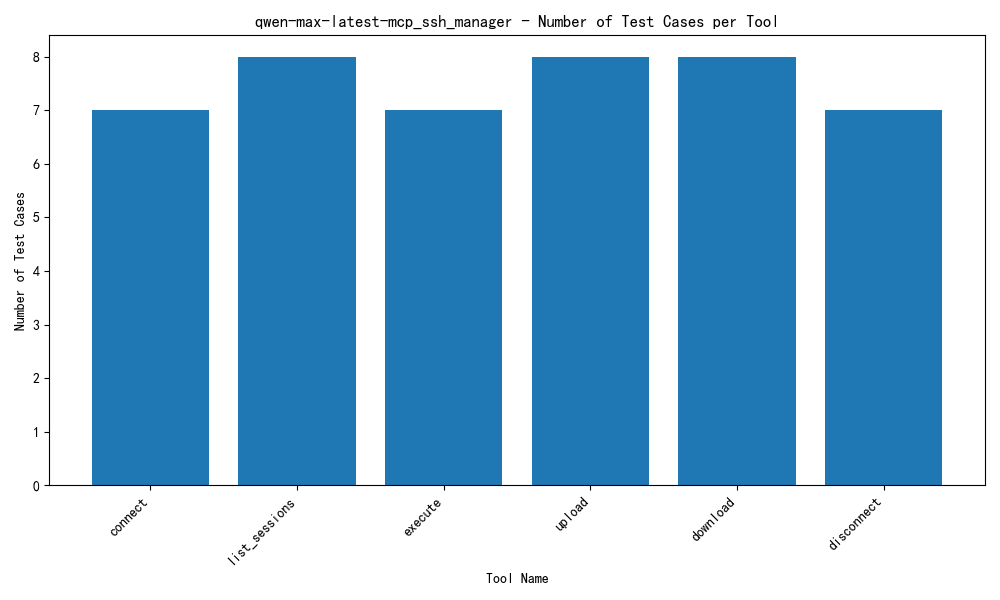 qwen-max-latest-mcp_ssh_manager - Number of Test Cases per Tool
Number of Test Cases
8
7
6
5
4
3
2
1
0
connect
list_sessions
execute
upload
download
disconnect
Tool Name